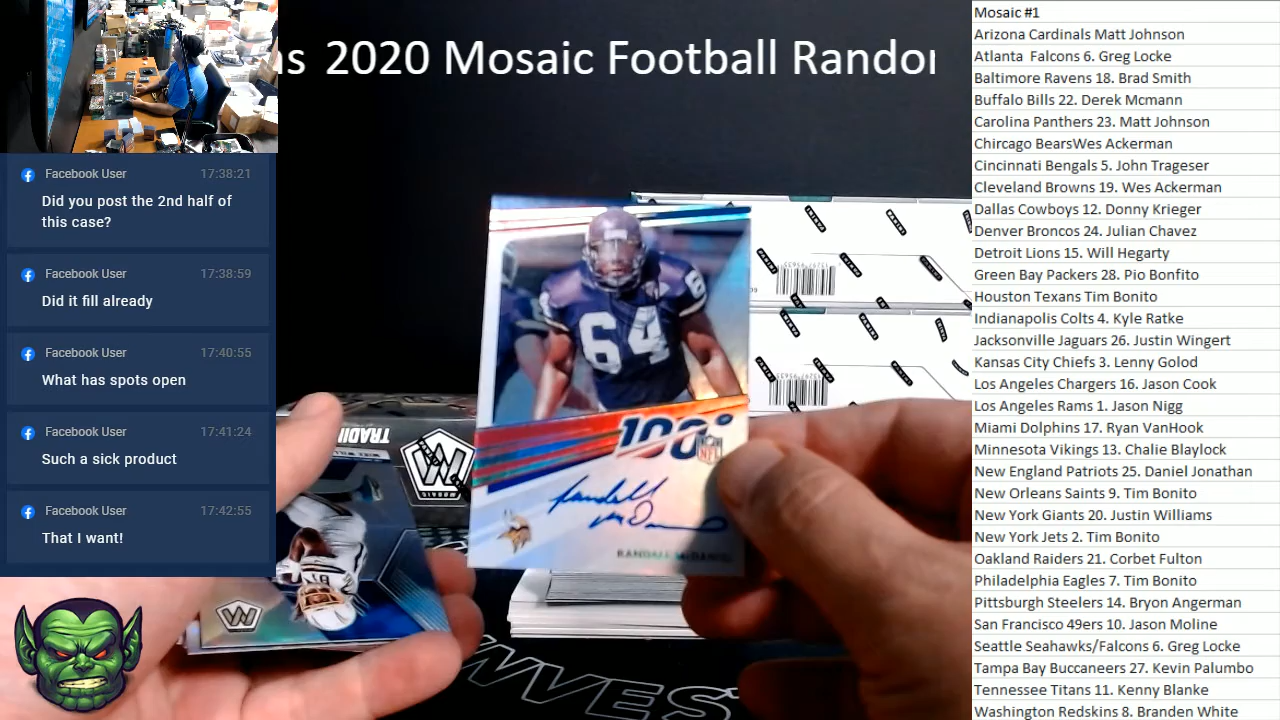 ns 2020 Mosaic Football Random
Facebook User 17:38:21
Did you post the 2nd half of
this case?
Facebook User 17:38:59
Did it fill already
Facebook User 17:40:55
What has spots open
Facebook User 17:41:24
Such a sick product
Facebook User 17:42:55
That I want!
64
64
100
NFL
Randall McDaniel
RANDALL McDANIEL
TRADI
MOSAIC
Mosaic #1
Arizona Cardinals Matt Johnson
Atlanta Falcons 6. Greg Locke
Baltimore Ravens 18. Brad Smith
Buffalo Bills 22. Derek Mcmann
Carolina Panthers 23. Matt Johnson
Chircago BearsWes Ackerman
Cincinnati Bengals 5. John Trageser
Cleveland Browns 19. Wes Ackerman
Dallas Cowboys 12. Donny Krieger
Denver Broncos 24. Julian Chavez
Detroit Lions 15. Will Hegarty
Green Bay Packers 28. Pio Bonfito
Houston Texans Tim Bonito
Indianapolis Colts 4. Kyle Ratke
Jacksonville Jaguars 26. Justin Wingert
Kansas City Chiefs 3. Lenny Golod
Los Angeles Chargers 16. Jason Cook
Los Angeles Rams 1. Jason Nigg
Miami Dolphins 17. Ryan VanHook
Minnesota Vikings 13. Chalie Blaylock
New England Patriots 25. Daniel Jonathan
New Orleans Saints 9. Tim Bonito
New York Giants 20. Justin Williams
New York Jets 2. Tim Bonito
Oakland Raiders 21. Corbet Fulton
Philadelphia Eagles 7. Tim Bonito
Pittsburgh Steelers 14. Bryon Angerman
San Francisco 49ers 10. Jason Moline
Seattle Seahawks/Falcons 6. Greg Locke
Tampa Bay Buccaneers 27. Kevin Palumbo
Tennessee Titans 11. Kenny Blanke
Washington Redskins 8. Branden White